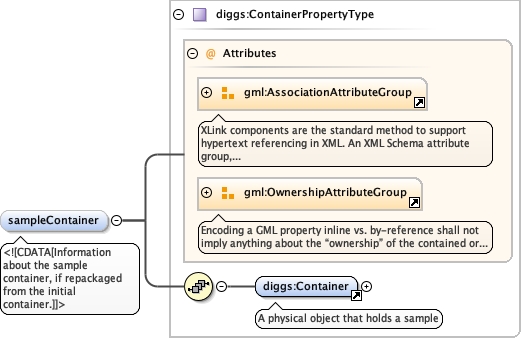 diggs:ContainerPropertyType
@ Attributes
gml:AssociationAttributeGroup
XLink components are the standard method to support
hypertext referencing in XML. An XML Schema attribute
group,...
gml:OwnershipAttributeGroup
Encoding a GML property inline vs. by-reference shall not
imply anything about the “ownership” of the contained or...
sampleContainer
<![CDATA[Information
about the sample
container, if repackaged
from the initial
container.]]>
diggs:Container
A physical object that holds a sample